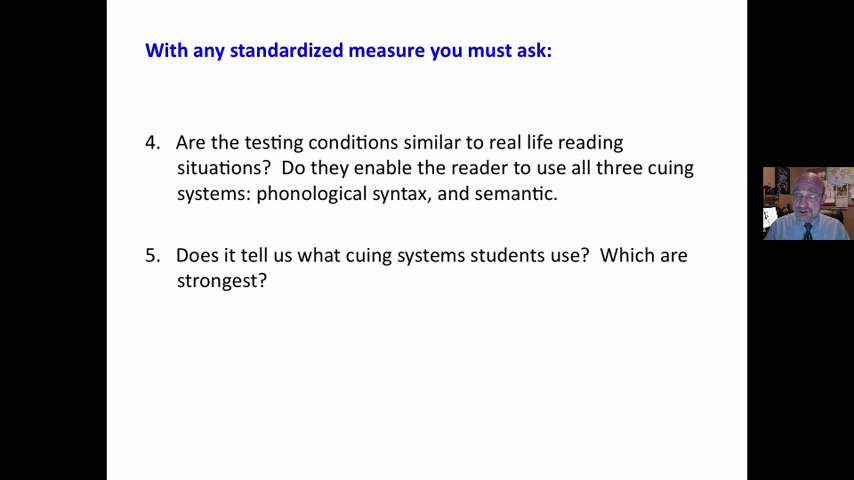 With any standardized measure you must ask:
4. Are the testing conditions similar to real life reading
situations? Do they enable the reader to use all three cuing
systems: phonological syntax, and semantic.
5. Does it tell us what cuing systems students use? Which are
strongest?